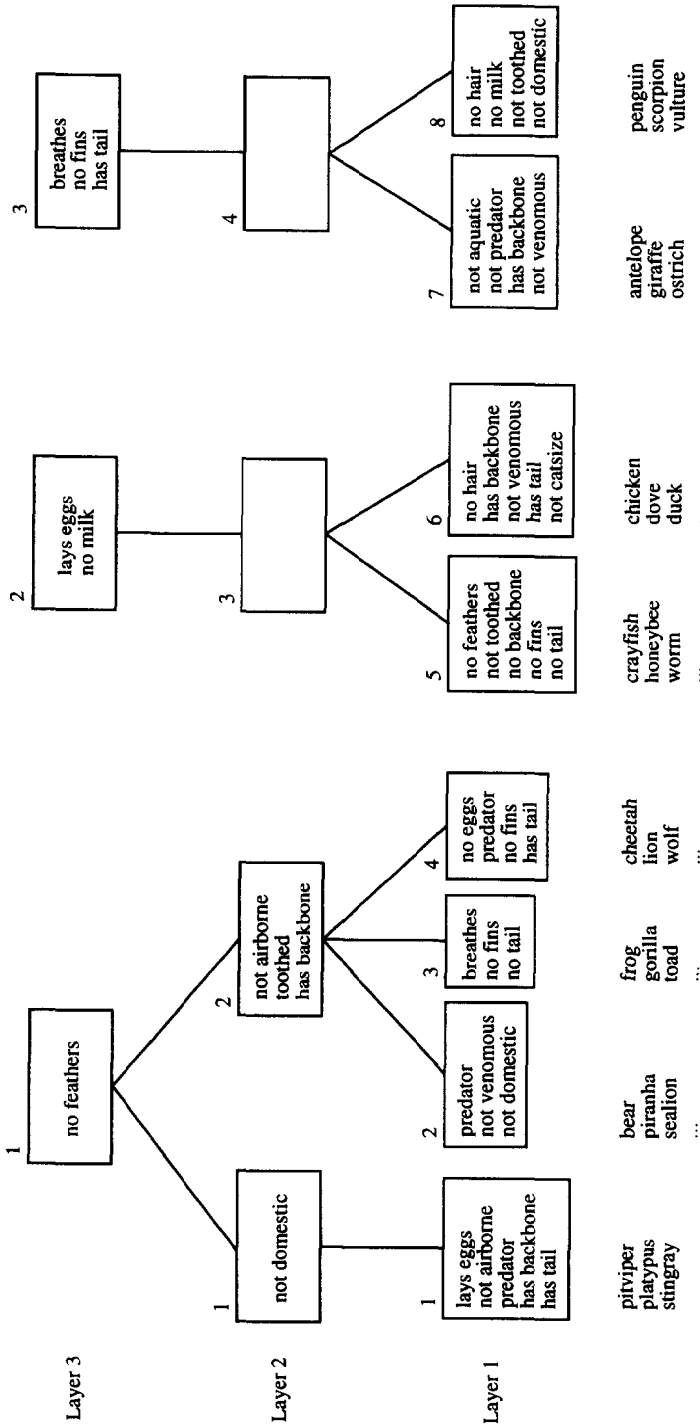 Layer 3
1
no feathers
2
lays eggs
no milk
3
breathes
no fins
has tail
Layer 2
1
not domestic
2
not airborne
toothed
has backbone
3
4
Layer 1
1
lays eggs
not airborne
predator
has backbone
has tail
2
predator
not venomous
not domestic
3
breathes
no fins
no tail
4
no eggs
predator
no fins
has tail
5
no feathers
not toothed
no backbone
no fins
no tail
6
no hair
has backbone
not venomous
has tail
not catsize
7
not aquatic
not predator
has backbone
not venomous
8
no hair
no milk
not toothed
not domestic
pitviper
platypus
stingray
bear
piranha
sealion
...
frog
gorilla
toad
...
cheetah
lion
wolf
...
crayfish
honeybee
worm
...
chicken
dove
duck
antelope
giraffe
ostrich
penguin
scorpion
vulture